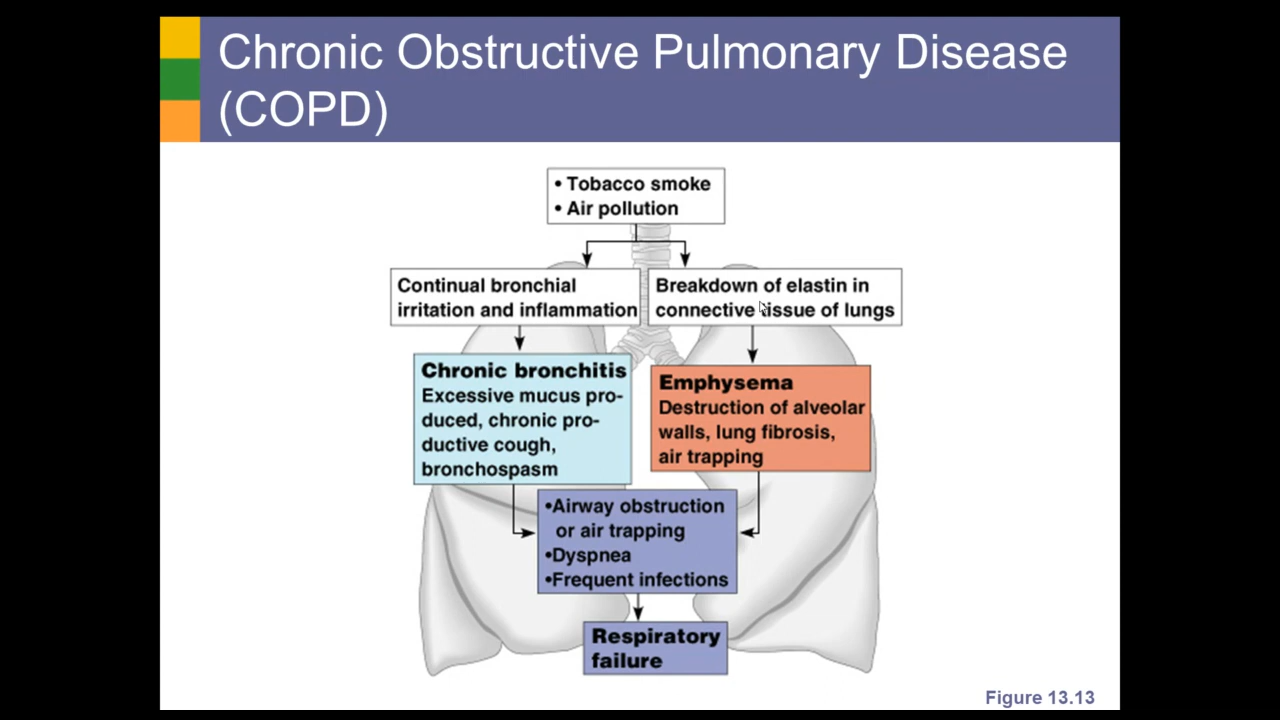 Chronic Obstructive Pulmonary Disease
(COPD)
• Tobacco smoke
• Air pollution
Continual bronchial
irritation and inflammation
Breakdown of elastin in
connective tissue of lungs
Chronic bronchitis
Excessive mucus pro-
duced, chronic pro-
ductive cough,
bronchospasm
Emphysema
Destruction of alveolar
walls, lung fibrosis,
air trapping
•Airway obstruction
or air trapping
•Dyspnea
•Frequent infections
Respiratory
failure
Figure 13.13